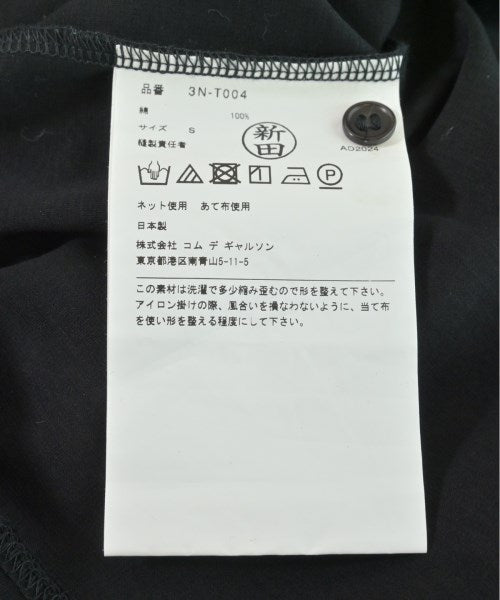 品番 3N-T004
綿 100%
サイズ S
縫製責任者 新田
AD2024
P
ネット使用 あて布使用
日本製
株式会社 コム デ ギャルソン
東京都港区南青山5-11-5
この素材は洗濯で多少縮み歪むので形を整えて下さい。
アイロン掛けの際、風合いを損なわないように、当て布
を使い形を整える程度にして下さい。